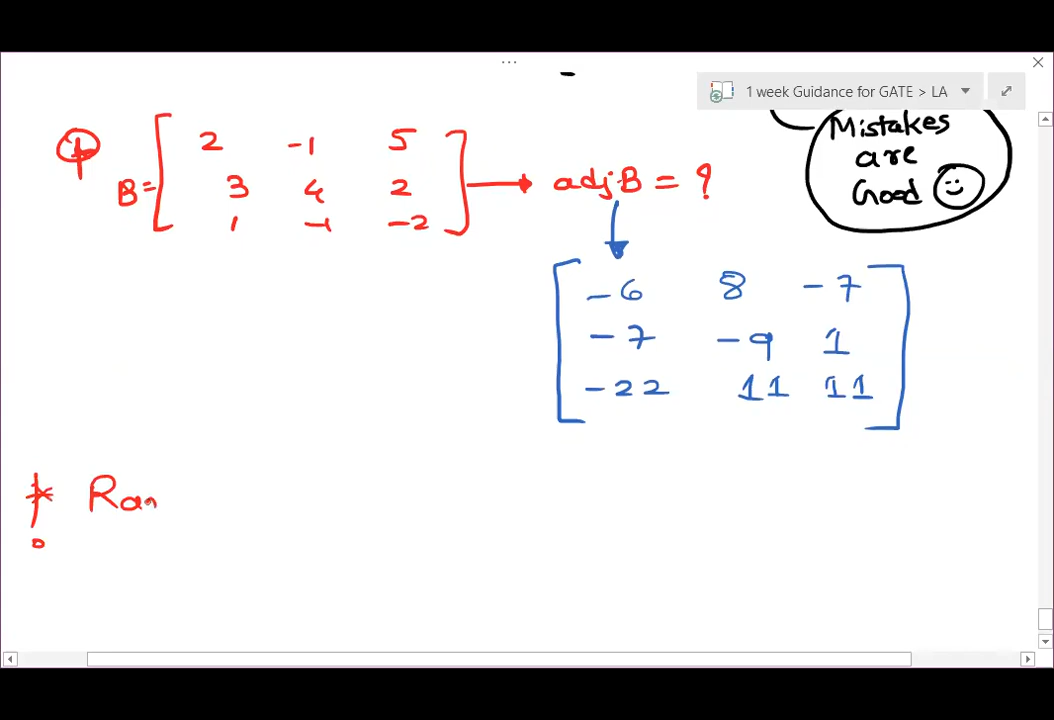 1 week Guidance for GATE > LA
Mistakes
are
Good
2 -1 5
B= 3 4 2 adj.B = ?
1 -1 -2
-6 8 -7
-7 -9 1
-22 11 11
* Ran